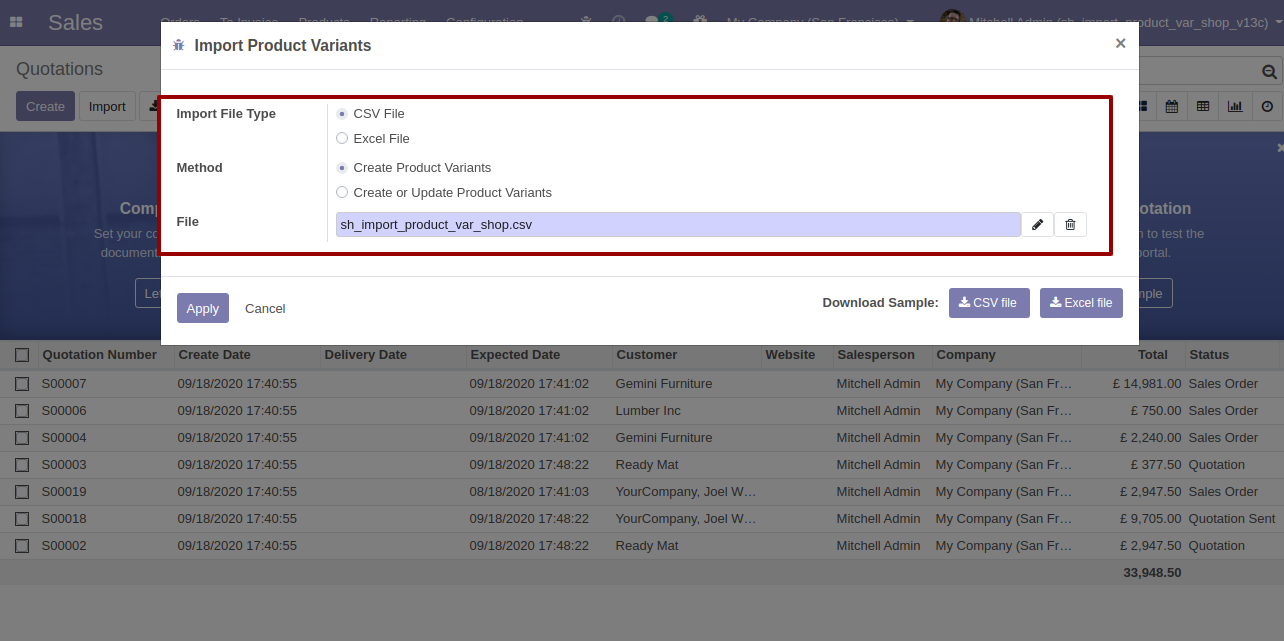 Sales Orders To Invoice Products Reporting Configuration 2 My Company (San Francisco) Mitchell Admin (sh_import_product_var_shop_v13c)
Import Product Variants ×
Quotations
Create Import
Import File Type CSV File
Excel File
Method Create Product Variants
Create or Update Product Variants
File sh_import_product_var_shop.csv
Apply Cancel Download Sample: CSV file Excel file
Quotation Number Create Date Delivery Date Expected Date Customer Website Salesperson Company Total Status
S00007 09/18/2020 17:40:55 09/18/2020 17:41:02 Gemini Furniture Mitchell Admin My Company (San Fr… £ 14,981.00 Sales Order
S00006 09/18/2020 17:40:55 09/18/2020 17:41:02 Lumber Inc Mitchell Admin My Company (San Fr… £ 750.00 Sales Order
S00004 09/18/2020 17:40:55 09/18/2020 17:41:02 Gemini Furniture Mitchell Admin My Company (San Fr… £ 2,240.00 Sales Order
S00003 09/18/2020 17:40:55 09/18/2020 17:48:22 Ready Mat Mitchell Admin My Company (San Fr… £ 377.50 Quotation
S00019 09/18/2020 17:40:55 08/18/2020 17:41:03 YourCompany, Joel W… Mitchell Admin My Company (San Fr… £ 2,947.50 Sales Order
S00018 09/18/2020 17:40:55 09/18/2020 17:48:22 YourCompany, Joel W… Mitchell Admin My Company (San Fr… £ 9,705.00 Quotation Sent
S00002 09/18/2020 17:40:55 09/18/2020 17:48:22 Ready Mat Mitchell Admin My Company (San Fr… £ 2,947.50 Quotation
33,948.50